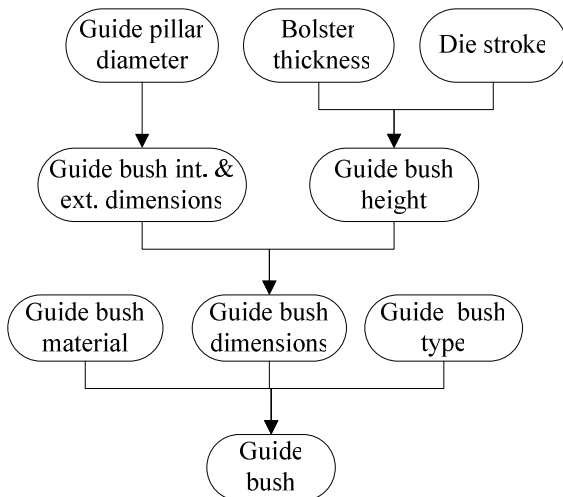 Guide pillar
diameter
Bolster
thickness
Die stroke
Guide bush int. &
ext. dimensions
Guide bush
height
Guide bush
material
Guide bush
dimensions
Guide bush
type
Guide
bush